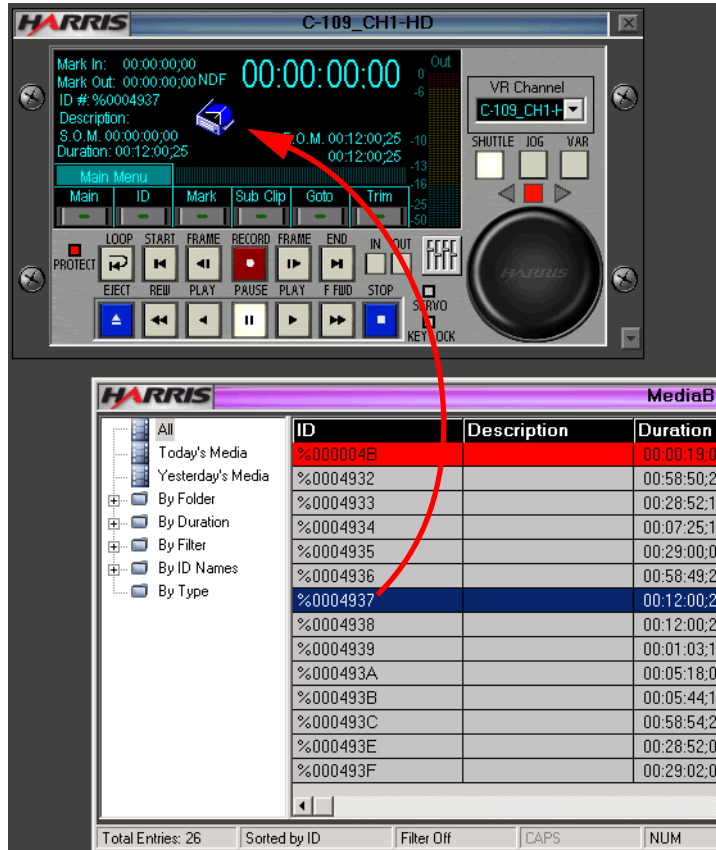 HARRIS C-109_CH1-HD
Mark In: 00:00:00;00
Mark Out: 00:00:00;00 NDF 00:00:00:00
ID #: %0004937
Description:
S.O.M. 00:00:00;00 .O.M. 00:12:00;25
Duration: 00:12:00;25 00:12:00;25
Out
0
-6
-10
-13
-16
-25
-50
Main Menu
Main ID Mark Sub Clip Goto Trim
VR Channel
C-109_CH1-H
SHUTTLE JOG VAR
HARRIS
PROTECT
LOOP START FRAME RECORD FRAME END IN OUT
EJECT REW PLAY PAUSE PLAY F FWD STOP
SERVO
KEY LOCK
HARRIS MediaB
All
Today's Media
Yesterday's Media
By Folder
By Duration
By Filter
By ID Names
By Type
ID Description Duration
%000004B 00:00:19;0
%0004932 00:58:50;2
%0004933 00:28:52;1
%0004934 00:07:25;1
%0004935 00:29:00;0
%0004936 00:58:49;2
%0004937 00:12:00;2
%0004938 00:12:00;2
%0004939 00:01:03;1
%000493A 00:05:18;0
%000493B 00:05:44;1
%000493C 00:58:54;2
%000493E 00:28:52;0
%000493F 00:29:02;0
Total Entries: 26 Sorted by ID Filter Off CAPS NUM